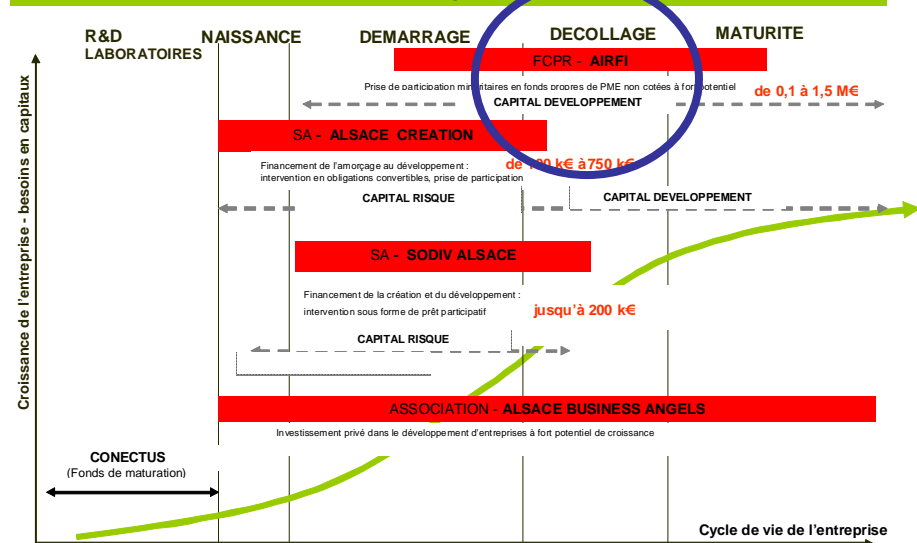 R&D
LABORATOIRES
NAISSANCE
DEMARRAGE
DECOLLAGE
MATURITE
FCPR - AIRFI
Prise de participation minoritaires en fonds propres de PME non cotées à fort potentiel
de 0,1 à 1,5 M€
CAPITAL DEVELOPPEMENT
SA - ALSACE CREATION
Financement de l'amorçage au développement :
intervention en obligations convertibles, prise de participation
de 100 k€ à 750 k€
CAPITAL RISQUE
CAPITAL DEVELOPPEMENT
SA - SODIV ALSACE
Financement de la création et du développement :
intervention sous forme de prêt participatif
jusqu'à 200 k€
CAPITAL RISQUE
ASSOCIATION - ALSACE BUSINESS ANGELS
Investissement privé dans le développement d'entreprises à fort potentiel de croissance
CONECTUS
(Fonds de maturation)
Croissance de l'entreprise - besoins en capitaux
Cycle de vie de l'entreprise